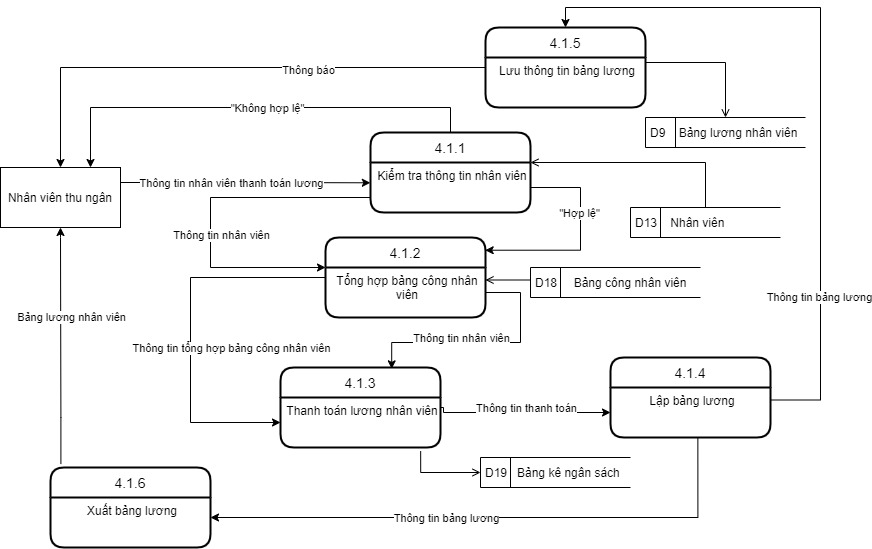 4.1.5
Lưu thông tin bảng lương
Thông báo
"Không hợp lệ"
D9 Bảng lương nhân viên
4.1.1
Kiểm tra thông tin nhân viên
Nhân viên thu ngân
Thông tin nhân viên thanh toán lương
"Hợp lệ"
D13 Nhân viên
Thông tin nhân viên
4.1.2
Tổng hợp bảng công nhân
viên
D18 Bảng công nhân viên
Thông tin bảng lương
Bảng lương nhân viên
Thông tin nhân viên
Thông tin tổng hợp bảng công nhân viên
4.1.3
Thanh toán lương nhân viên
Thông tin thanh toán
4.1.4
Lập bảng lương
D19 Bảng kê ngân sách
4.1.6
Xuất bảng lương
Thông tin bảng lương